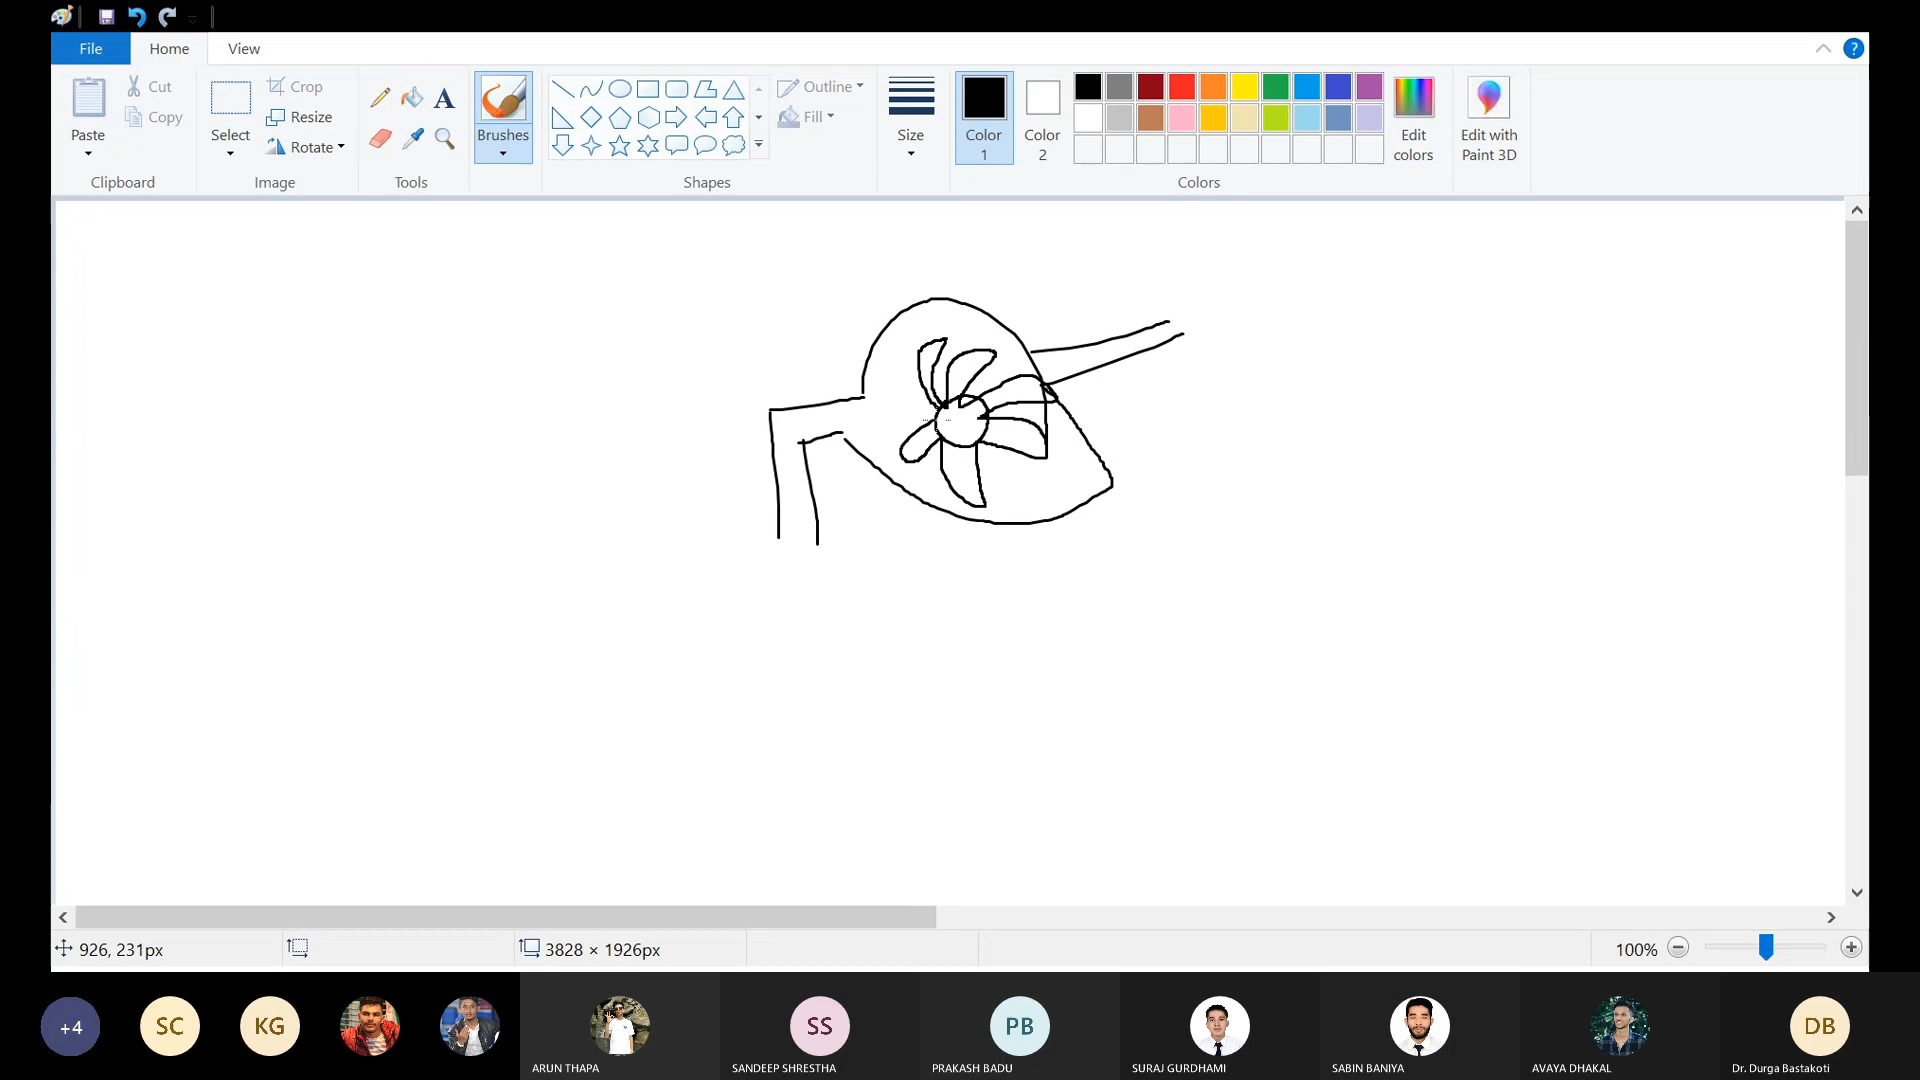 File Home View
Paste Cut Copy
Clipboard
Select Crop Resize Rotate
Image
A
Tools
Brushes
Shapes
Outline
Fill
Size
Color 1
Color 2
Colors
Edit colors
Edit with Paint 3D
?
926, 231px
3828 × 1926px
100%
+4
SC
KG
SS
PB
DB
ARUN THAPA
SANDEEP SHRESTHA
PRAKASH BADU
SURAJ GURDHAMI
SABIN BANIYA
AVAYA DHAKAL
Dr. Durga Bastakoti